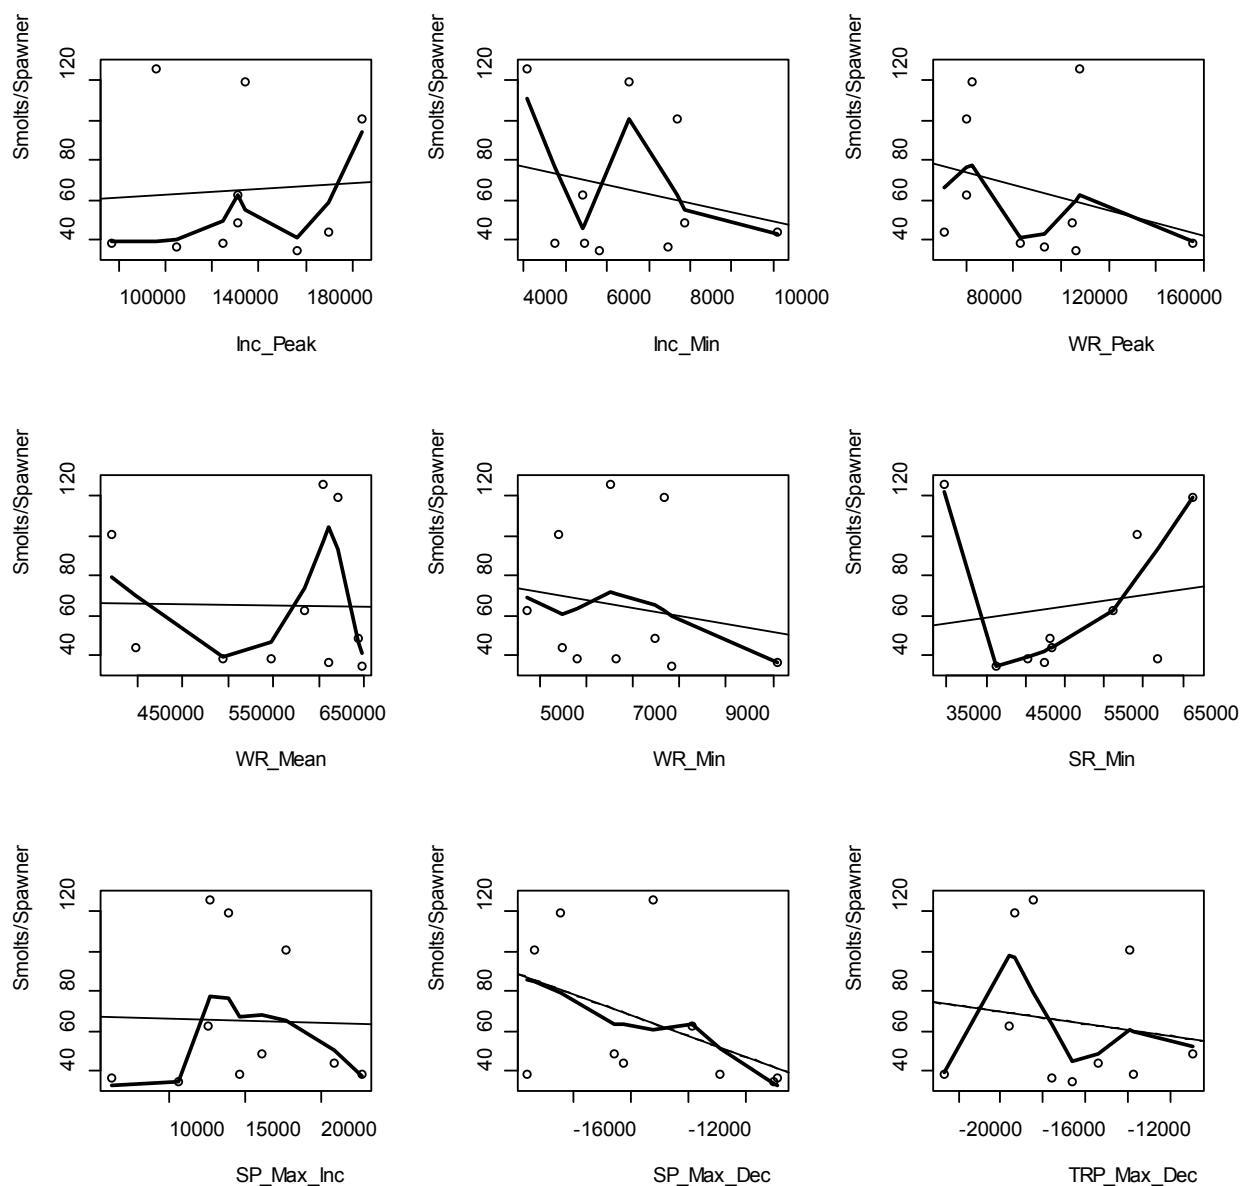 Smolts/Spawner
40 60 80 120
100000 140000 180000
Inc_Peak
Smolts/Spawner
40 60 80 120
4000 6000 8000 10000
Inc_Min
Smolts/Spawner
40 60 80 120
80000 120000 160000
WR_Peak
Smolts/Spawner
40 60 80 120
450000 550000 650000
WR_Mean
Smolts/Spawner
40 60 80 120
5000 7000 9000
WR_Min
Smolts/Spawner
40 60 80 120
35000 45000 55000 65000
SR_Min
Smolts/Spawner
40 60 80 120
10000 15000 20000
SP_Max_Inc
Smolts/Spawner
40 60 80 120
-16000 -12000
SP_Max_Dec
Smolts/Spawner
40 60 80 120
-20000 -16000 -12000
TRP_Max_Dec